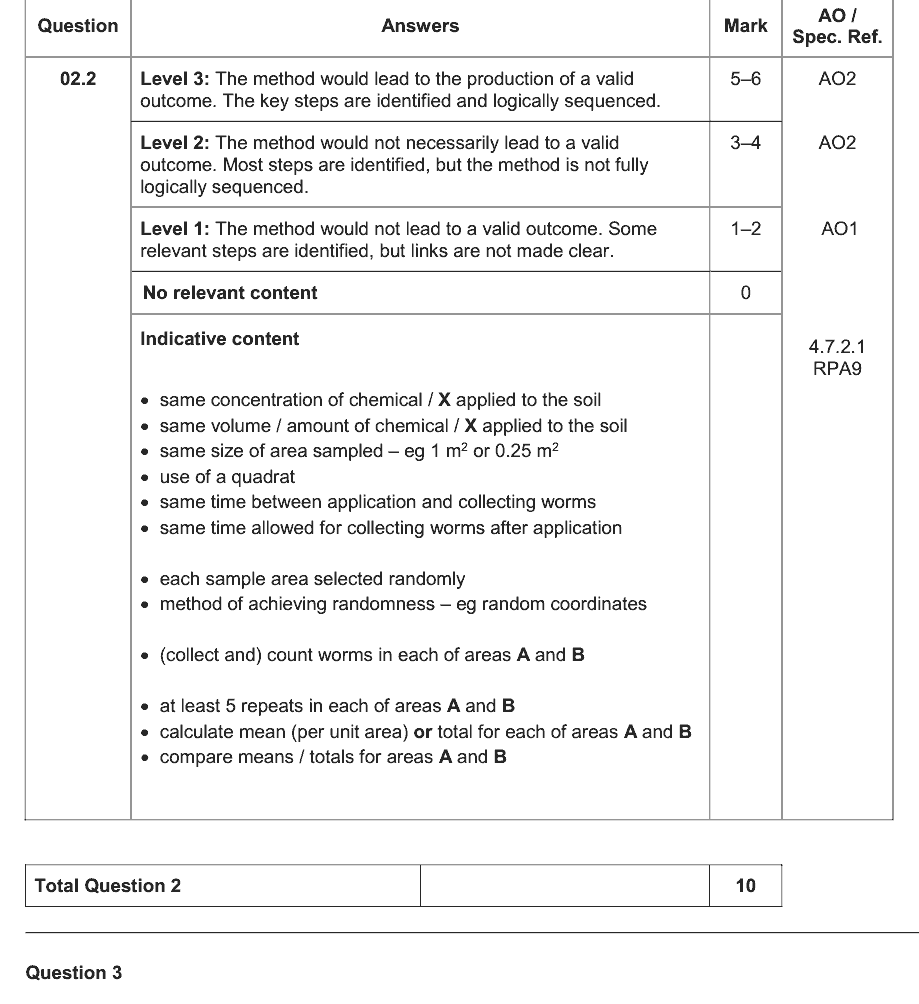 Question Answers Mark AO /
Spec. Ref.
02.2 Level 3: The method would lead to the production of a valid 5–6 AO2
outcome. The key steps are identified and logically sequenced.
Level 2: The method would not necessarily lead to a valid 3–4 AO2
outcome. Most steps are identified, but the method is not fully
logically sequenced.
Level 1: The method would not lead to a valid outcome. Some 1–2 AO1
relevant steps are identified, but links are not made clear.
No relevant content 0
Indicative content
4.7.2.1
RPA9
• same concentration of chemical / X applied to the soil
• same volume / amount of chemical / X applied to the soil
• same size of area sampled – eg 1 m² or 0.25 m²
• use of a quadrat
• same time between application and collecting worms
• same time allowed for collecting worms after application
• each sample area selected randomly
• method of achieving randomness – eg random coordinates
• (collect and) count worms in each of areas A and B
• at least 5 repeats in each of areas A and B
• calculate mean (per unit area) or total for each of areas A and B
• compare means / totals for areas A and B
Total Question 2 10
Question 3